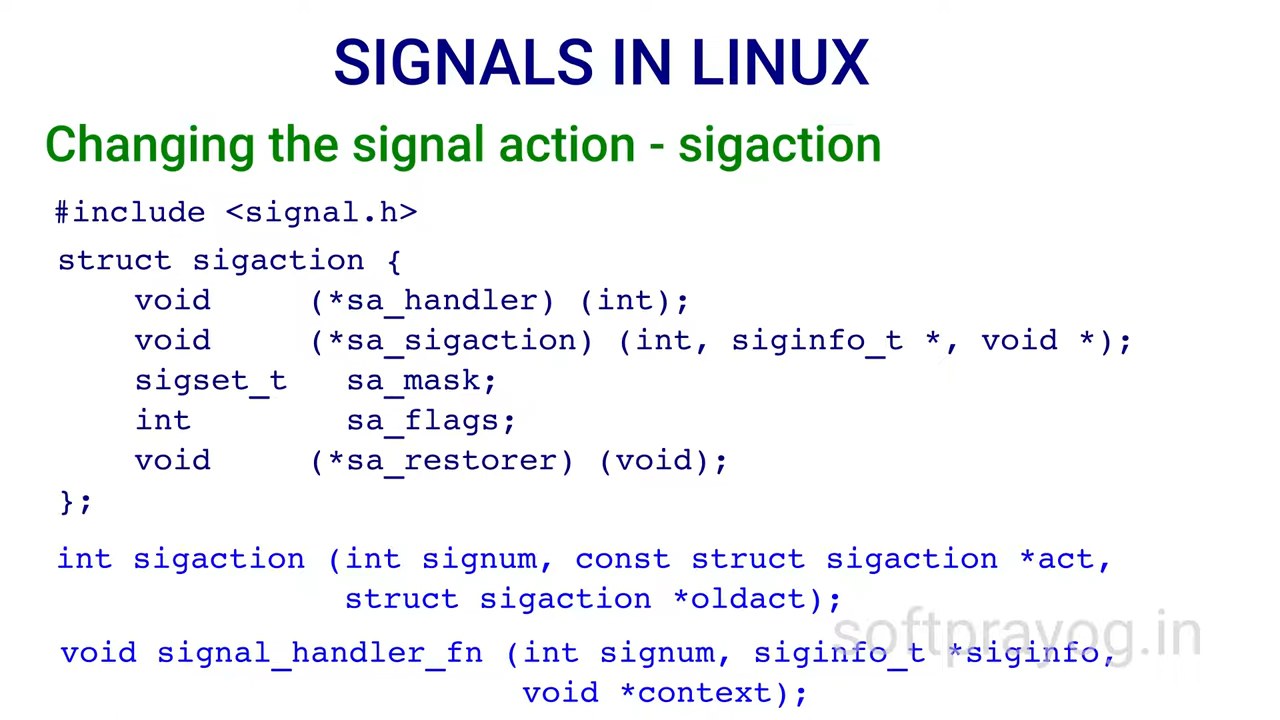 SIGNALS IN LINUX
Changing the signal action - sigaction
#include <signal.h>
struct sigaction {
    void     (*sa_handler) (int);
    void     (*sa_sigaction) (int, siginfo_t *, void *);
    sigset_t   sa_mask;
    int        sa_flags;
    void     (*sa_restorer) (void);
};
int sigaction (int signum, const struct sigaction *act,
               struct sigaction *oldact);
softprayog.in
void signal_handler_fn (int signum, siginfo_t *siginfo,
                        void *context);